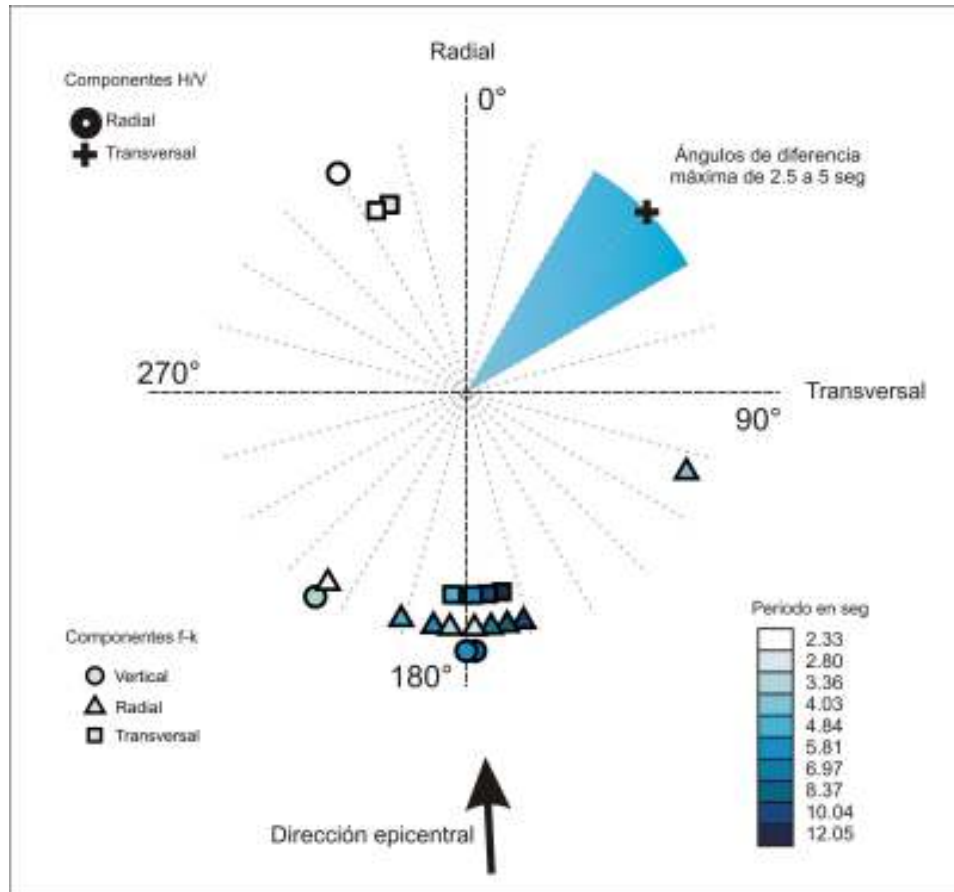 Radial
Componentes H/V
0°
Radial
Transversal
Ángulos de diferencia
máxima de 2.5 a 5 seg
270°
Transversal
90°
Periodo en seg
Componentes f-k
2.33
2.80
Vertical
180°
3.36
4.03
Radial
4.84
Transversal
5.81
6.97
8.37
10.04
Dirección epicentral
12.05